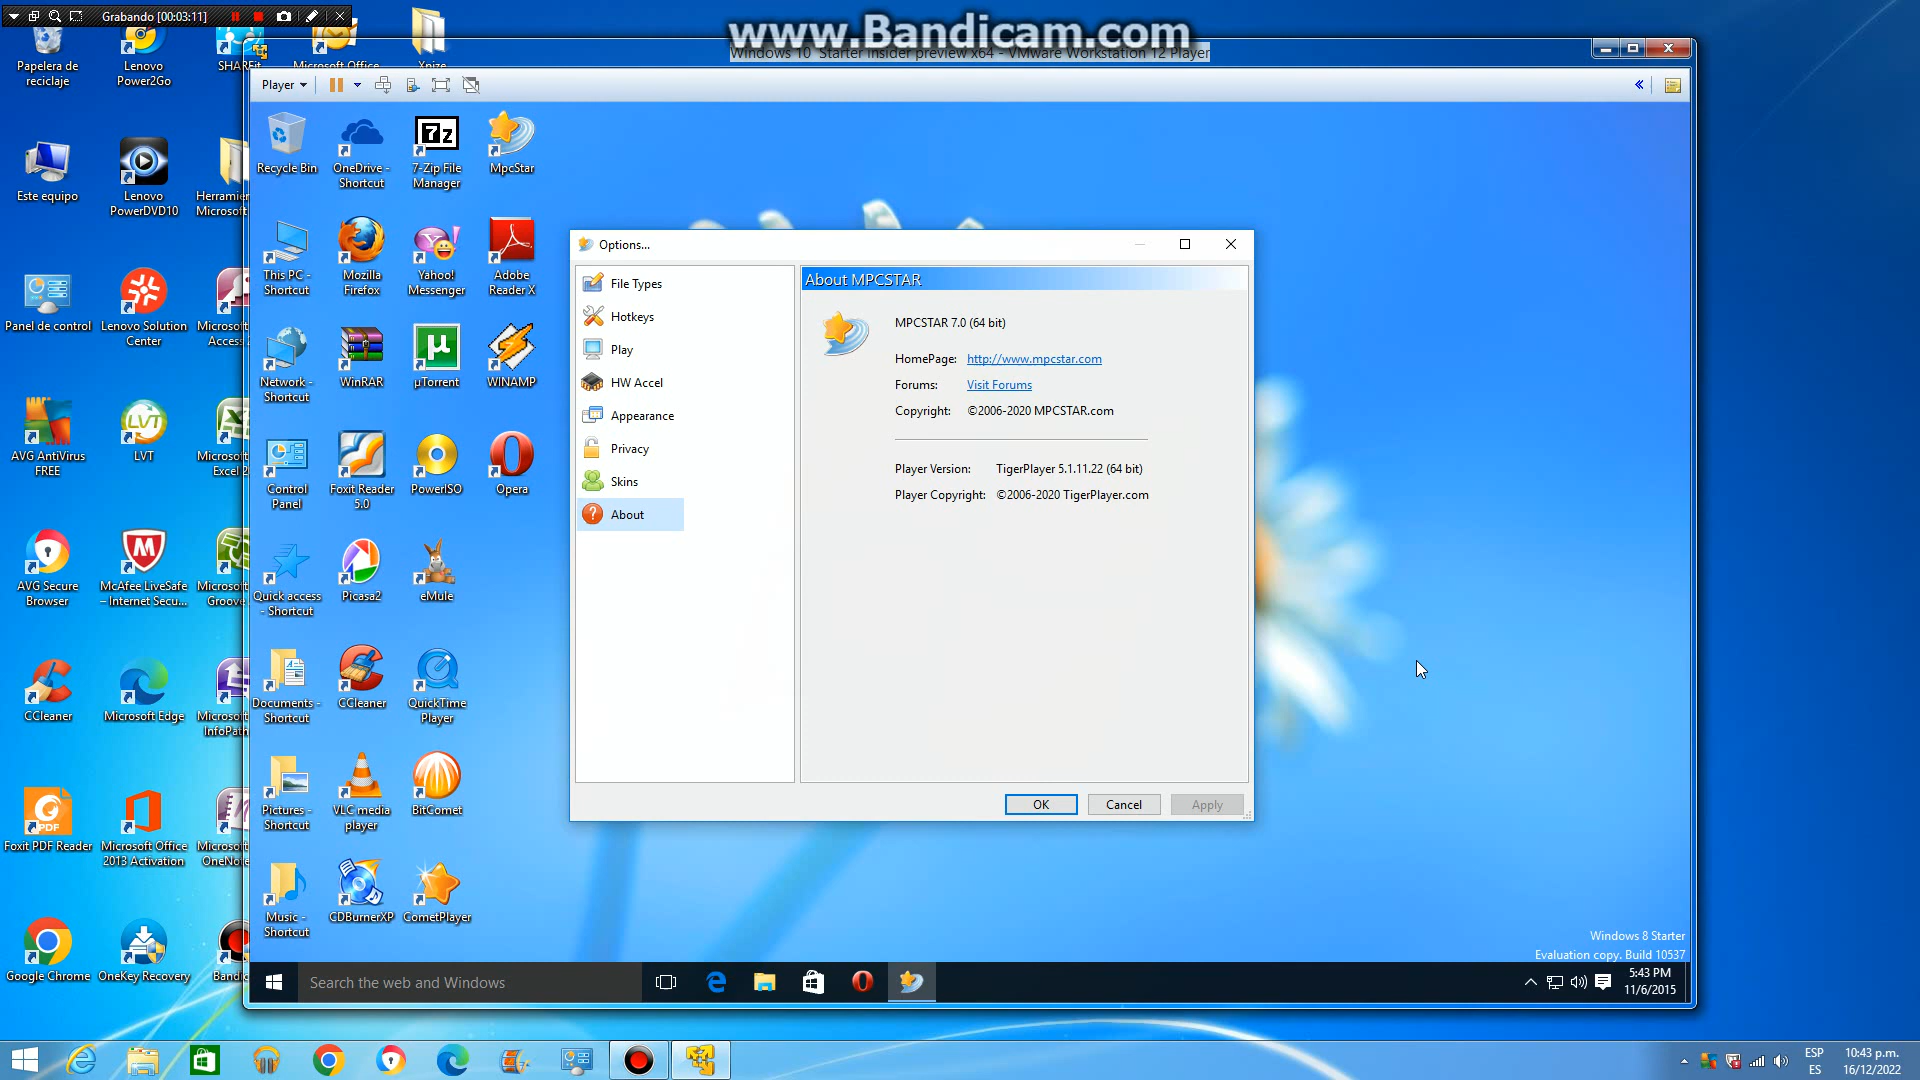 Grabando [00:03:11]
www.Bandicam.com
Windows 10 Starter insider preview x64 - VMware Workstation 12 Player
Papelera de reciclaje
Lenovo Power2Go
SHAREit
Microsoft Office
Xnize
Player
Este equipo
Lenovo PowerDVD10
Herramien
Microsoft
Panel de control
Lenovo Solution Center
Microsof
Access 2
AVG AntiVirus FREE
LVT
Microsof
Excel 2
AVG Secure Browser
McAfee LiveSafe – Internet Secu...
Microsof
Groove
CCleaner
Microsoft Edge
Microsof
InfoPath
Foxit PDF Reader
Microsoft Office 2013 Activation
Microsof
OneNot
Google Chrome
OneKey Recovery
Bandic
Recycle Bin
OneDrive - Shortcut
7z
7-Zip File Manager
MpcStar
This PC - Shortcut
Mozilla Firefox
Yahoo! Messenger
Adobe Reader X
Network - Shortcut
WinRAR
µTorrent
WINAMP
Control Panel
Foxit Reader 5.0
PowerISO
Opera
Quick access - Shortcut
Picasa2
eMule
Documents - Shortcut
CCleaner
QuickTime Player
Pictures - Shortcut
VLC media player
BitComet
Music - Shortcut
CDBurnerXP
CometPlayer
Options...
File Types
Hotkeys
Play
HW Accel
Appearance
Privacy
Skins
About
About MPCSTAR
MPCSTAR 7.0 (64 bit)
HomePage: http://www.mpcstar.com
Forums: Visit Forums
Copyright: ©2006-2020 MPCSTAR.com
Player Version: TigerPlayer 5.1.11.22 (64 bit)
Player Copyright: ©2006-2020 TigerPlayer.com
OK
Cancel
Apply
Windows 8 Starter
Evaluation copy. Build 10537
Search the web and Windows
5:43 PM
11/6/2015
ESP
ES
10:43 p.m.
16/12/2022